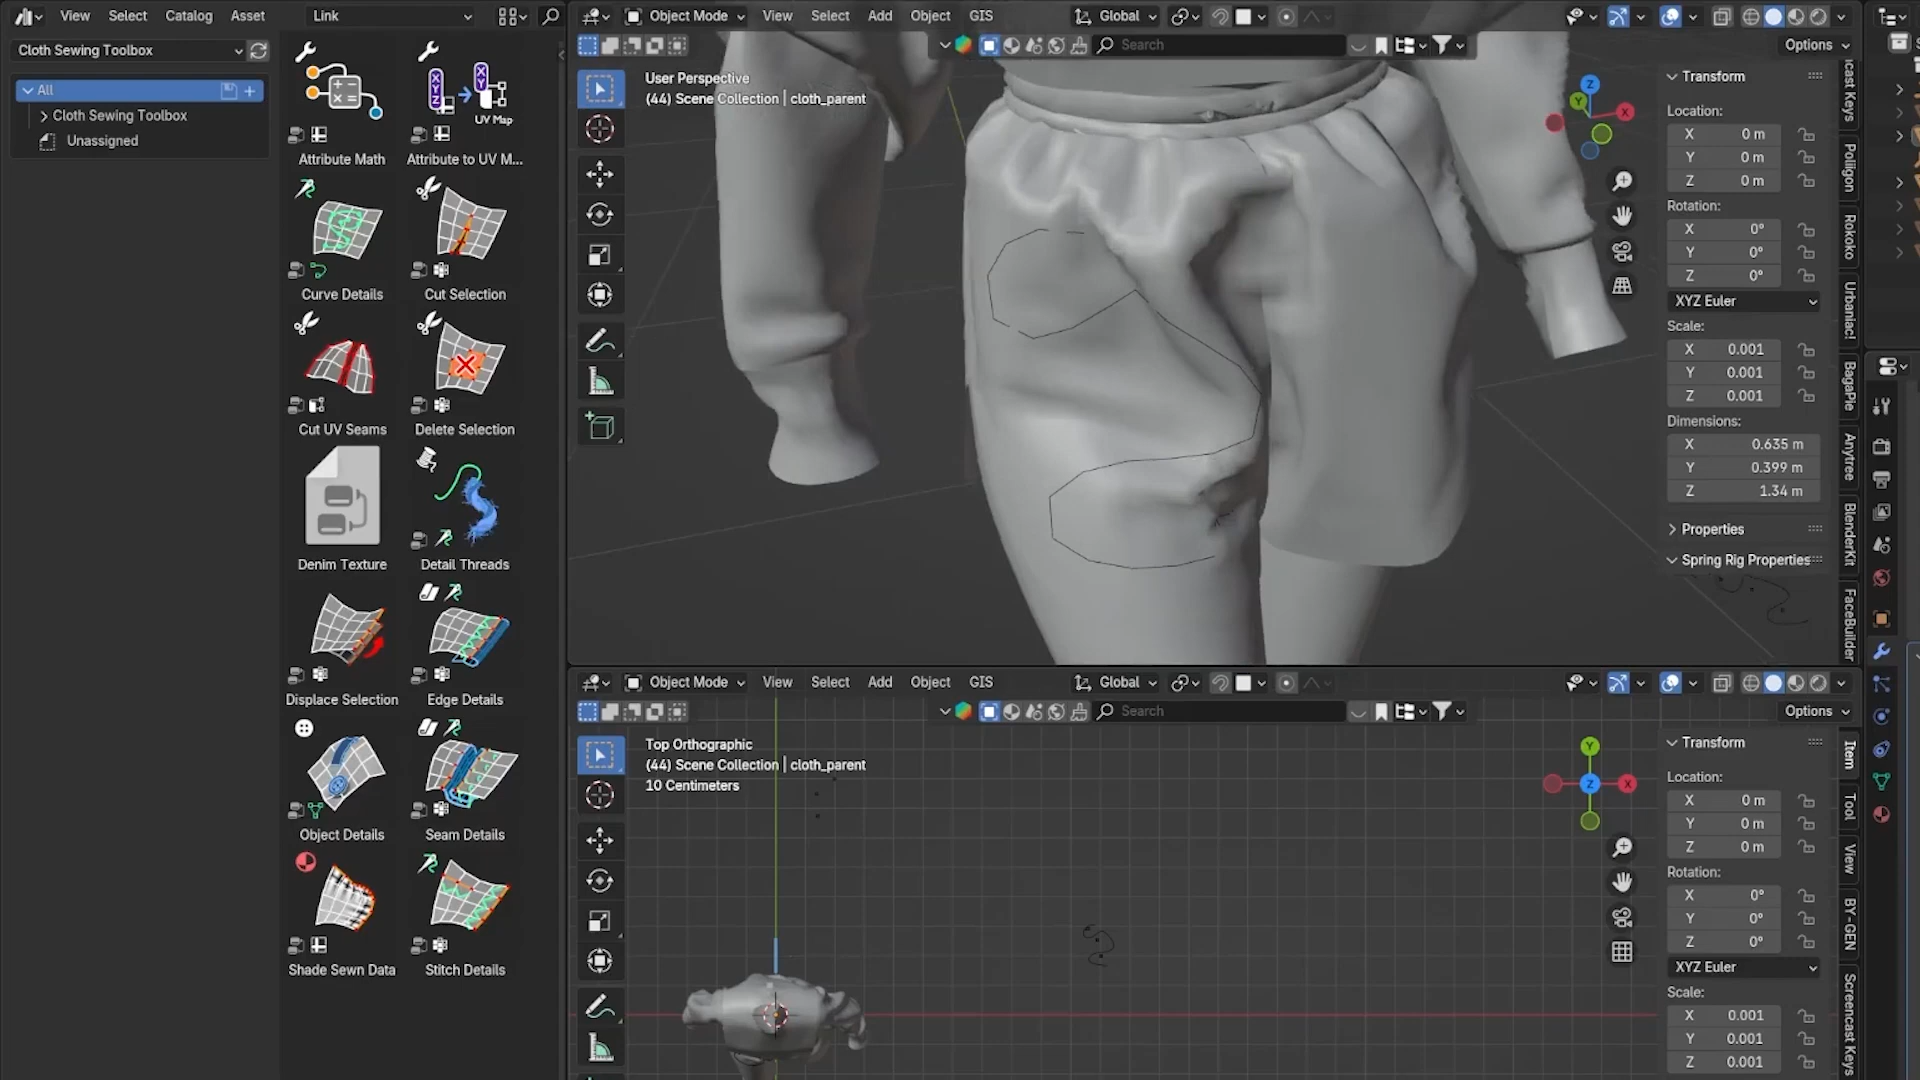 View Select Catalog Asset Link
Cloth Sewing Toolbox
All
Cloth Sewing Toolbox
Unassigned
UV Map
Attribute Math
Attribute to UV M...
Curve Details
Cut Selection
Cut UV Seams
Delete Selection
Denim Texture
Detail Threads
Displace Selection
Edge Details
Object Details
Seam Details
Shade Sewn Data
Stitch Details
Object Mode View Select Add Object GIS Global
Search
Options
User Perspective
(44) Scene Collection | cloth_parent
Z
Y
X
Transform
Location:
X 0 m
Y 0 m
Z 0 m
Rotation:
X 0°
Y 0°
Z 0°
XYZ Euler
Scale:
X 0.001
Y 0.001
Z 0.001
Dimensions:
X 0.635 m
Y 0.399 m
Z 1.34 m
Properties
Spring Rig Properties
Poliigon
Rokoko
Urbaniac!
BagaPie
Anytree
BlenderKit
FaceBuilder
Object Mode View Select Add Object GIS Global
Search
Options
Top Orthographic
(44) Scene Collection | cloth_parent
10 Centimeters
Y
Z
X
Transform
Location:
X 0 m
Y 0 m
Z 0 m
Rotation:
X 0°
Y 0°
Z 0°
XYZ Euler
Scale:
X 0.001
Y 0.001
Z 0.001
Item
Tool
View
BY-GEN
Screencast Keys